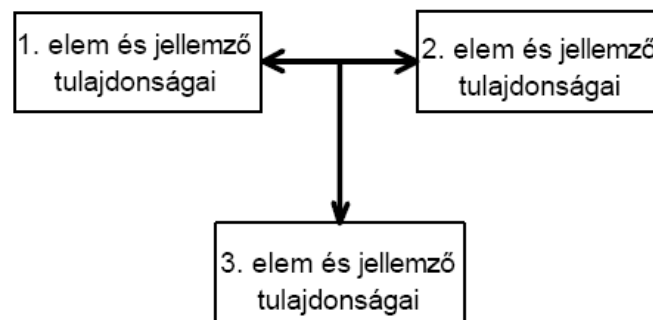 1. elem és jellemző
tulajdonságai
2. elem és jellemző
tulajdonságai
3. elem és jellemző
tulajdonságai